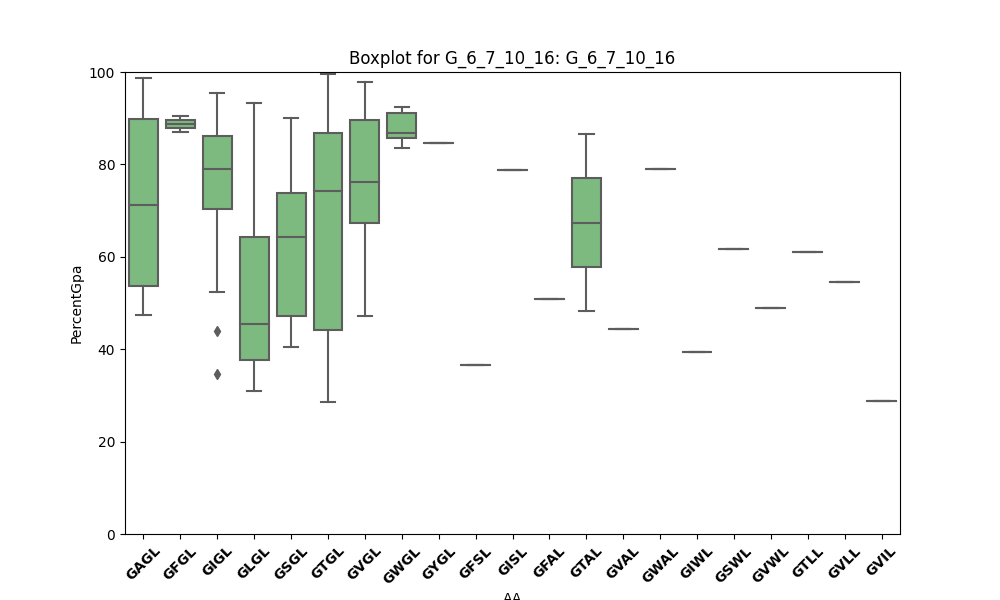 Boxplot for G_6_7_10_16: G_6_7_10_16
100
80
60
40
20
0
PercentGpa
GAGL GFGL GIGL GLGL GSGL GTGL GVGL GWGL GYGL GFSL GISL GFAL GTAL GVAL GWAL GIWL GSWL GVWL GTLL GVLL GVIL
AA